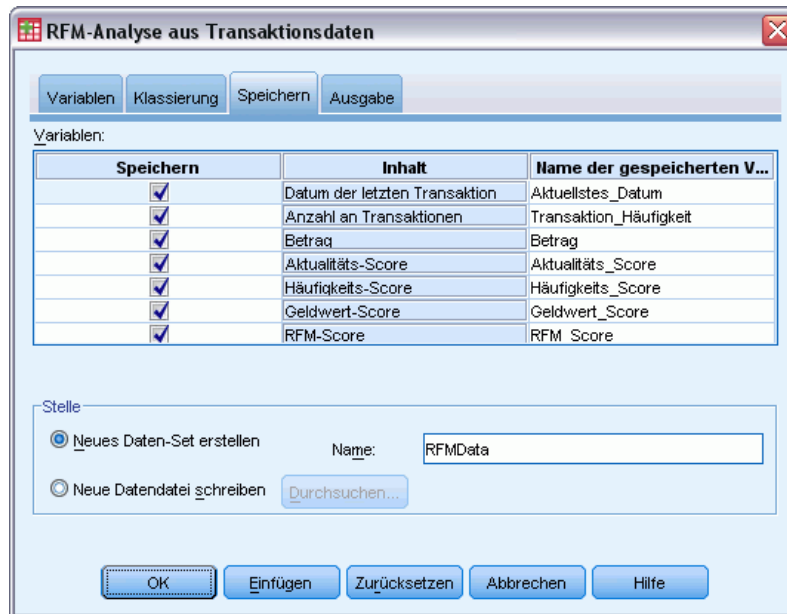 RFM-Analyse aus Transaktionsdaten
Variablen Klassierung Speichern Ausgabe
Variablen:
Speichern Inhalt Name der gespeicherten V...
Datum der letzten Transaktion Aktuellstes_Datum
Anzahl an Transaktionen Transaktion_Häufigkeit
Betrag Betrag
Aktualitäts-Score Aktualitäts_Score
Häufigkeits-Score Häufigkeits_Score
Geldwert-Score Geldwert_Score
RFM-Score RFM_Score
Stelle
Neues Daten-Set erstellen Name: RFMData
Neue Datendatei schreiben Durchsuchen...
OK Einfügen Zurücksetzen Abbrechen Hilfe